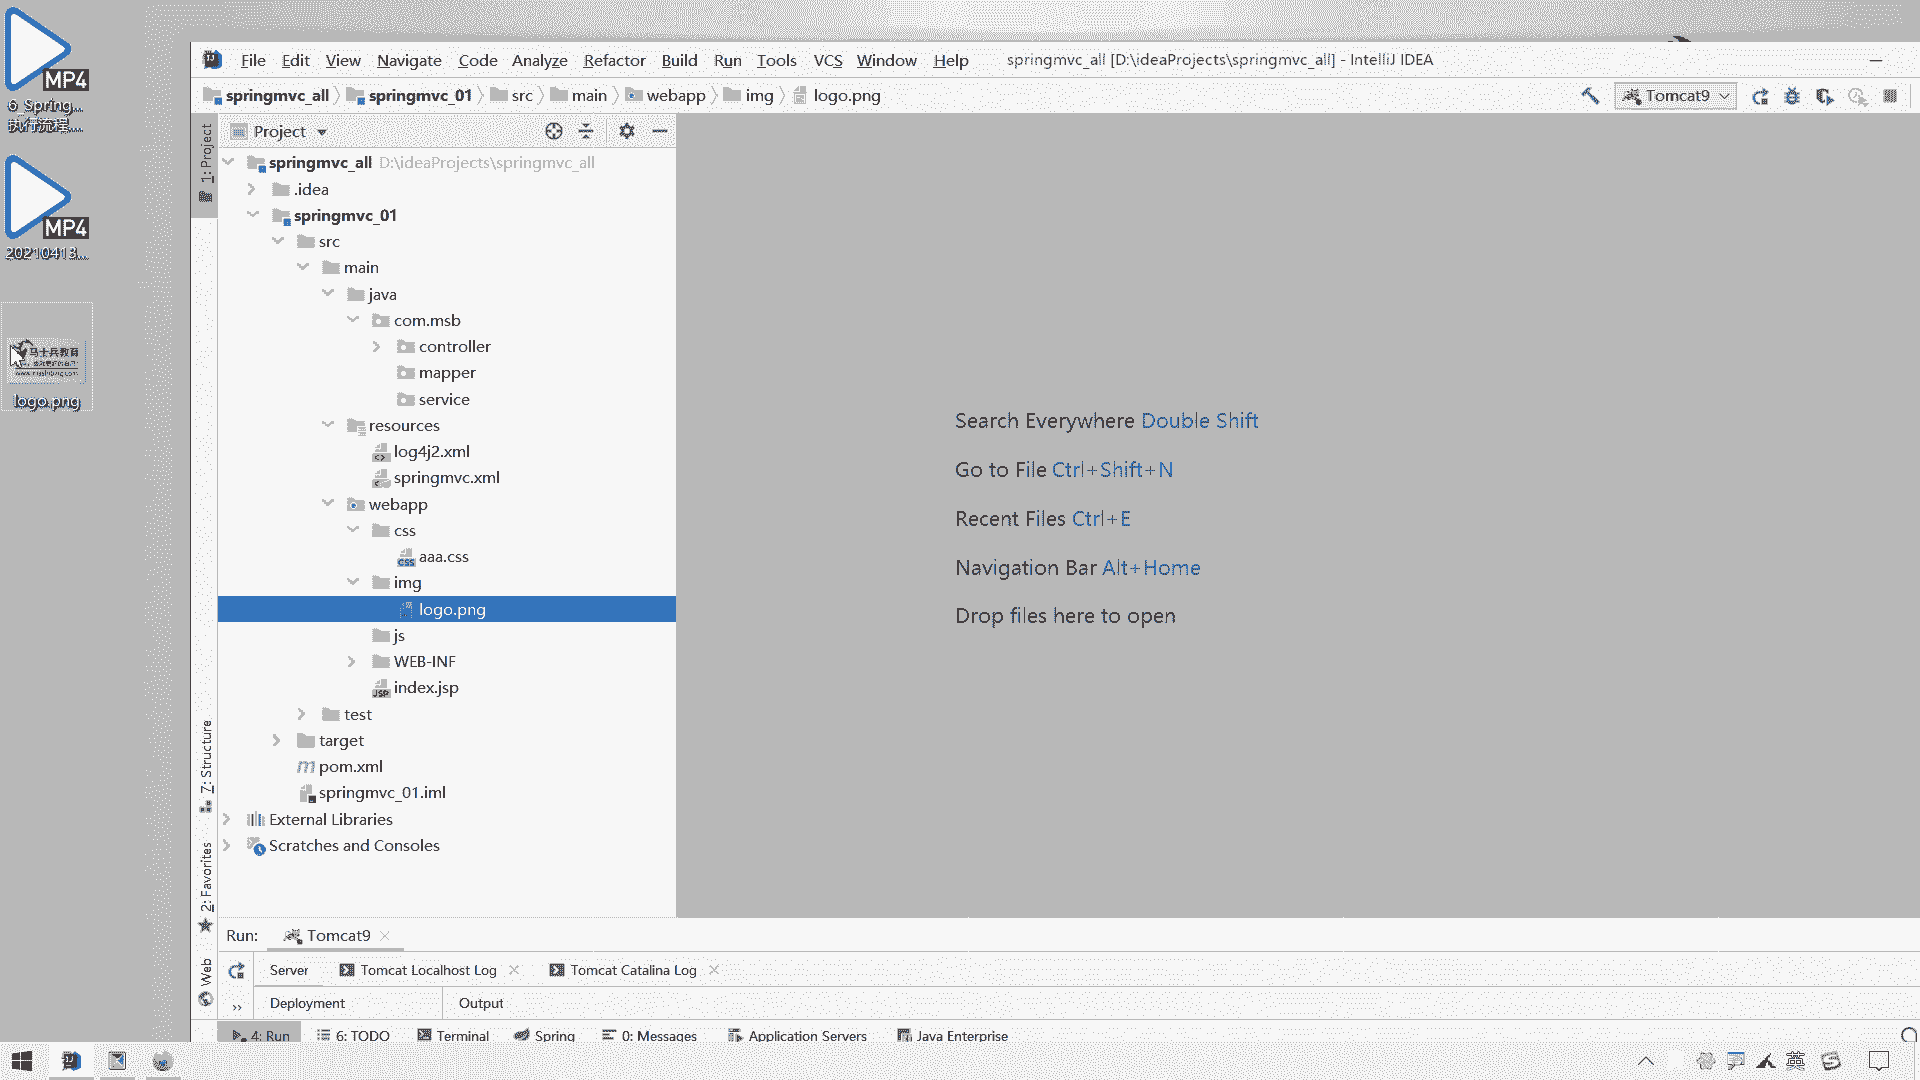 MP4
6_Spring...
执行流程....
MP4
20210413...
马士兵教育
logo.png
File Edit View Navigate Code Analyze Refactor Build Run Tools VCS Window Help springmvc_all [D:\ideaProjects\springmvc_all] - IntelliJ IDEA
springmvc_all springmvc_01 src main webapp img logo.png Tomcat9
1: Project
Project
springmvc_all D:\ideaProjects\springmvc_all
.idea
springmvc_01
src
main
java
com.msb
controller
mapper
service
resources
log4j2.xml
springmvc.xml
webapp
css
aaa.css
img
logo.png
js
WEB-INF
index.jsp
test
target
pom.xml
springmvc_01.iml
External Libraries
Scratches and Consoles
Z: Structure
2: Favorites
Web
Search Everywhere Double Shift
Go to File Ctrl+Shift+N
Recent Files Ctrl+E
Navigation Bar Alt+Home
Drop files here to open
Run: Tomcat9
Server Tomcat Localhost Log Tomcat Catalina Log
Deployment Output
4: Run 6: TODO Terminal Spring 0: Messages Application Servers Java Enterprise
英